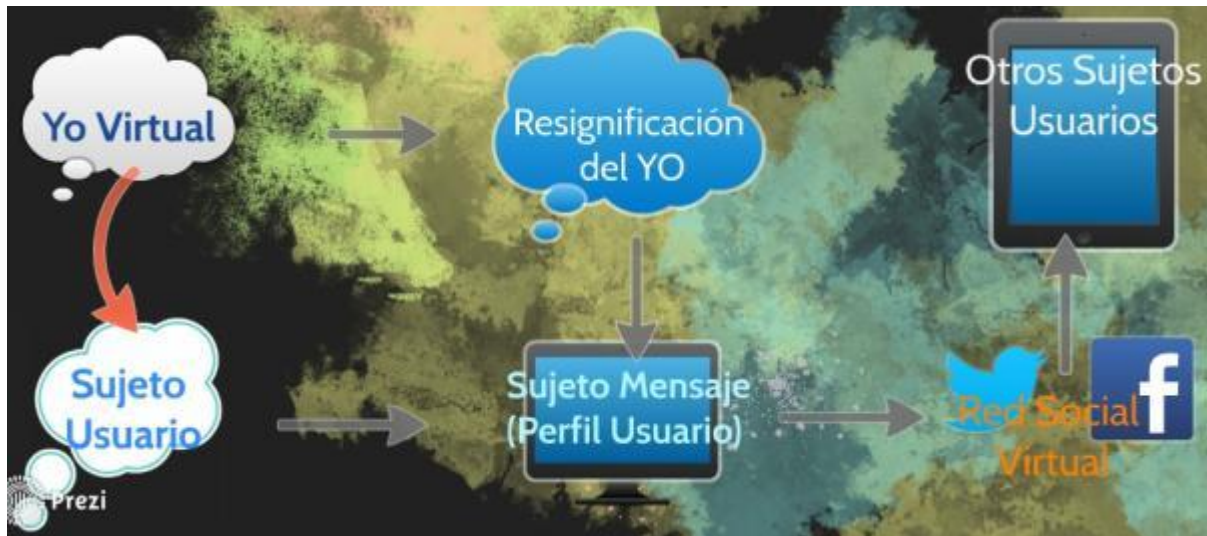 Yo Virtual
Resignificación
del YO
Otros Sujetos
Usuarios
Sujeto
Usuario
Sujeto Mensaje
(Perfil Usuario)
Red Social
Virtual
f
Prezi